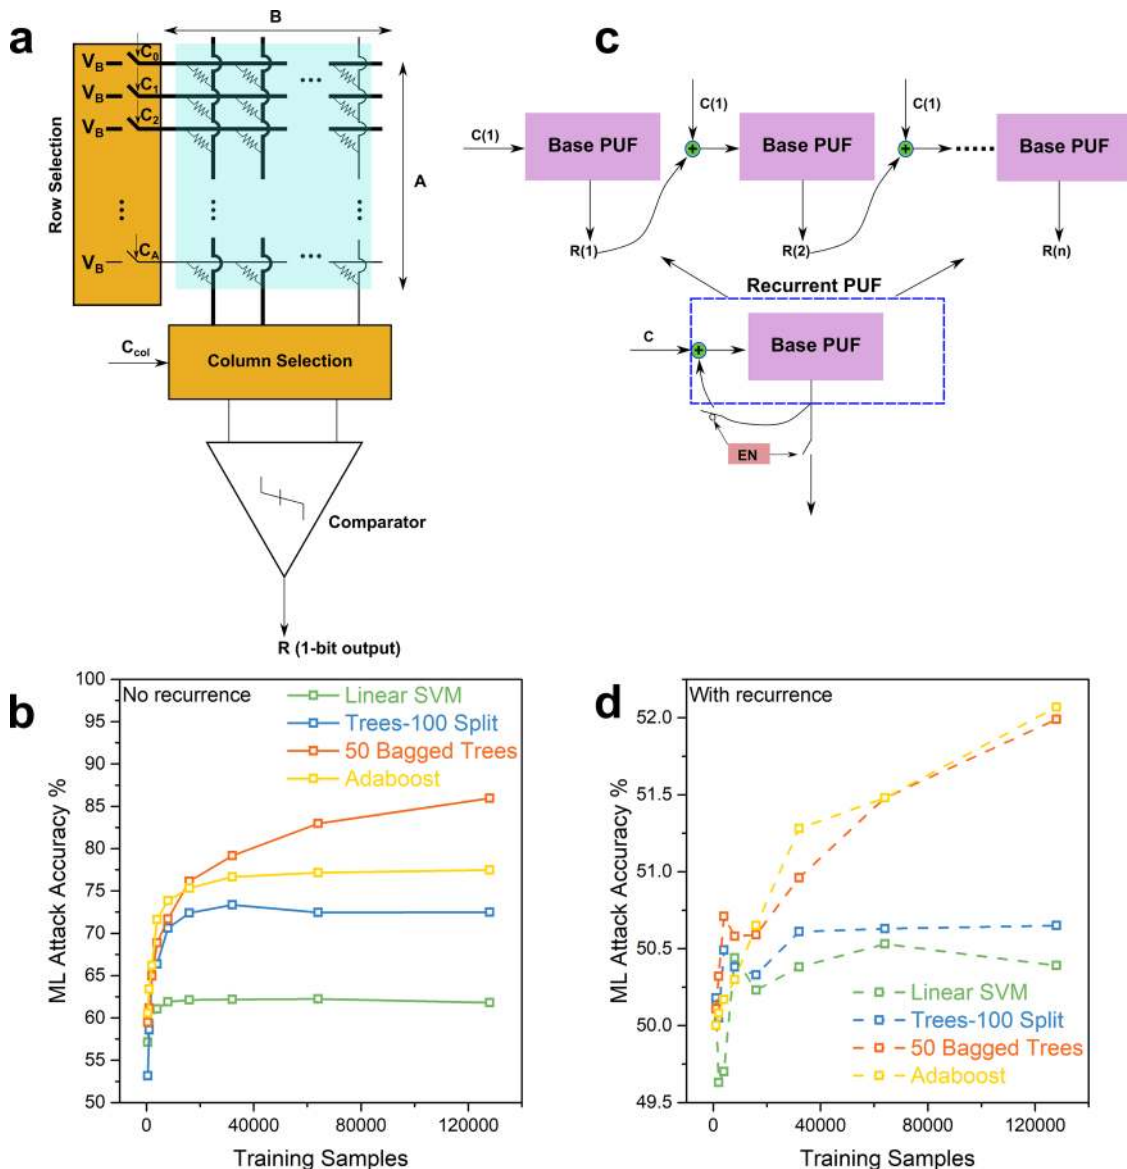 a
B
Row Selection
V_B
C_0
V_B
C_1
V_B
C_2
A
V_B
C_A
C_col
Column Selection
Comparator
R (1-bit output)
c
C(1)
Base PUF
C(1)
Base PUF
C(1)
Base PUF
R(1)
R(2)
R(n)
Recurrent PUF
C
Base PUF
EN
b
No recurrence
Linear SVM
Trees-100 Split
50 Bagged Trees
Adaboost
ML Attack Accuracy %
100
95
90
85
80
75
70
65
60
55
50
0
40000
80000
120000
Training Samples
d
With recurrence
ML Attack Accuracy %
52.0
51.5
51.0
50.5
50.0
49.5
Linear SVM
Trees-100 Split
50 Bagged Trees
Adaboost
0
40000
80000
120000
Training Samples